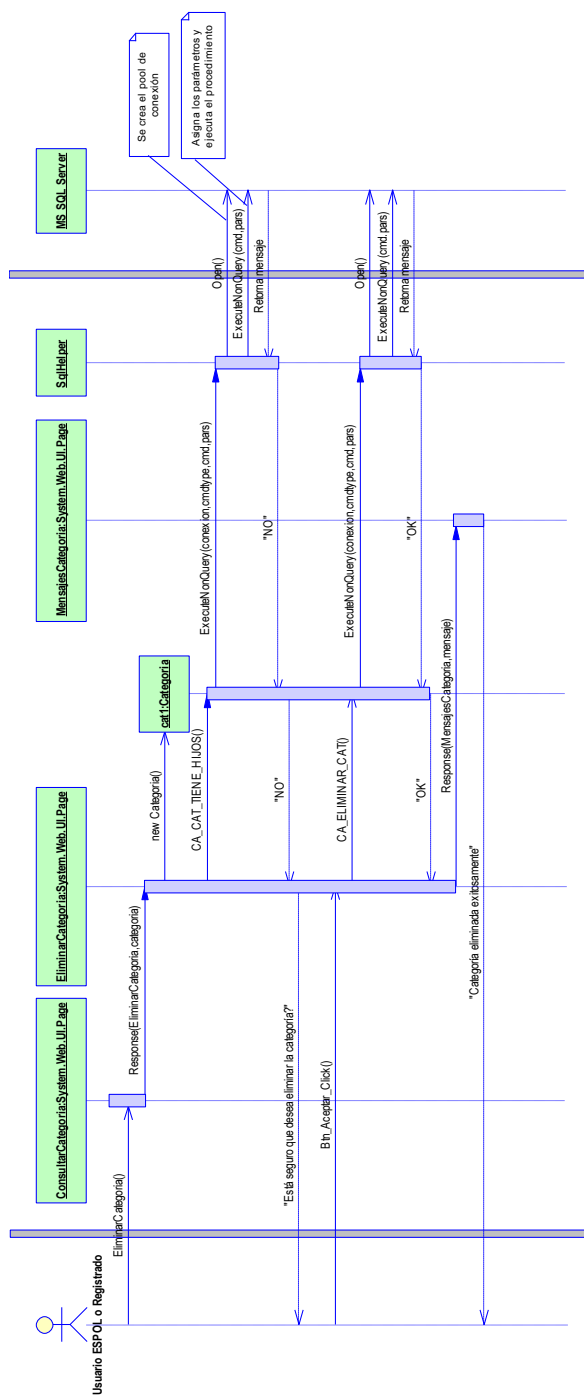 Usuario ESPOL o Registrado
ConsultarCategoria:System.Web.UI.Page
EliminarCategoria:System.Web.UI.Page
cat1:Categoria
MensajesCategoria:System.Web.UI.Page
SqlHelper
MS SQL Server
EliminarCategoria()
Response(EliminarCategoria,categoria)
new Categoria()
CA_CAT_TIENE_HIJOS()
ExecuteNonQuery(conexion,cmdtype,cmd,pars)
Open()
Se crea el pool de
conexión
ExecuteNonQuery(cmd,pars)
Asigna los parámetros y
ejecuta el procedimiento
Retorna mensaje
"NO"
"NO"
"Está seguro que desea eliminar la categoría?"
Btn_Aceptar_Click()
CA_ELIMINAR_CAT()
ExecuteNonQuery(conexion,cmdtype,cmd,pars)
Open()
ExecuteNonQuery(cmd,pars)
Retorna mensaje
"OK"
"OK"
Response(MensajesCategoria,mensaje)
"Categoría eliminada exitosamente"